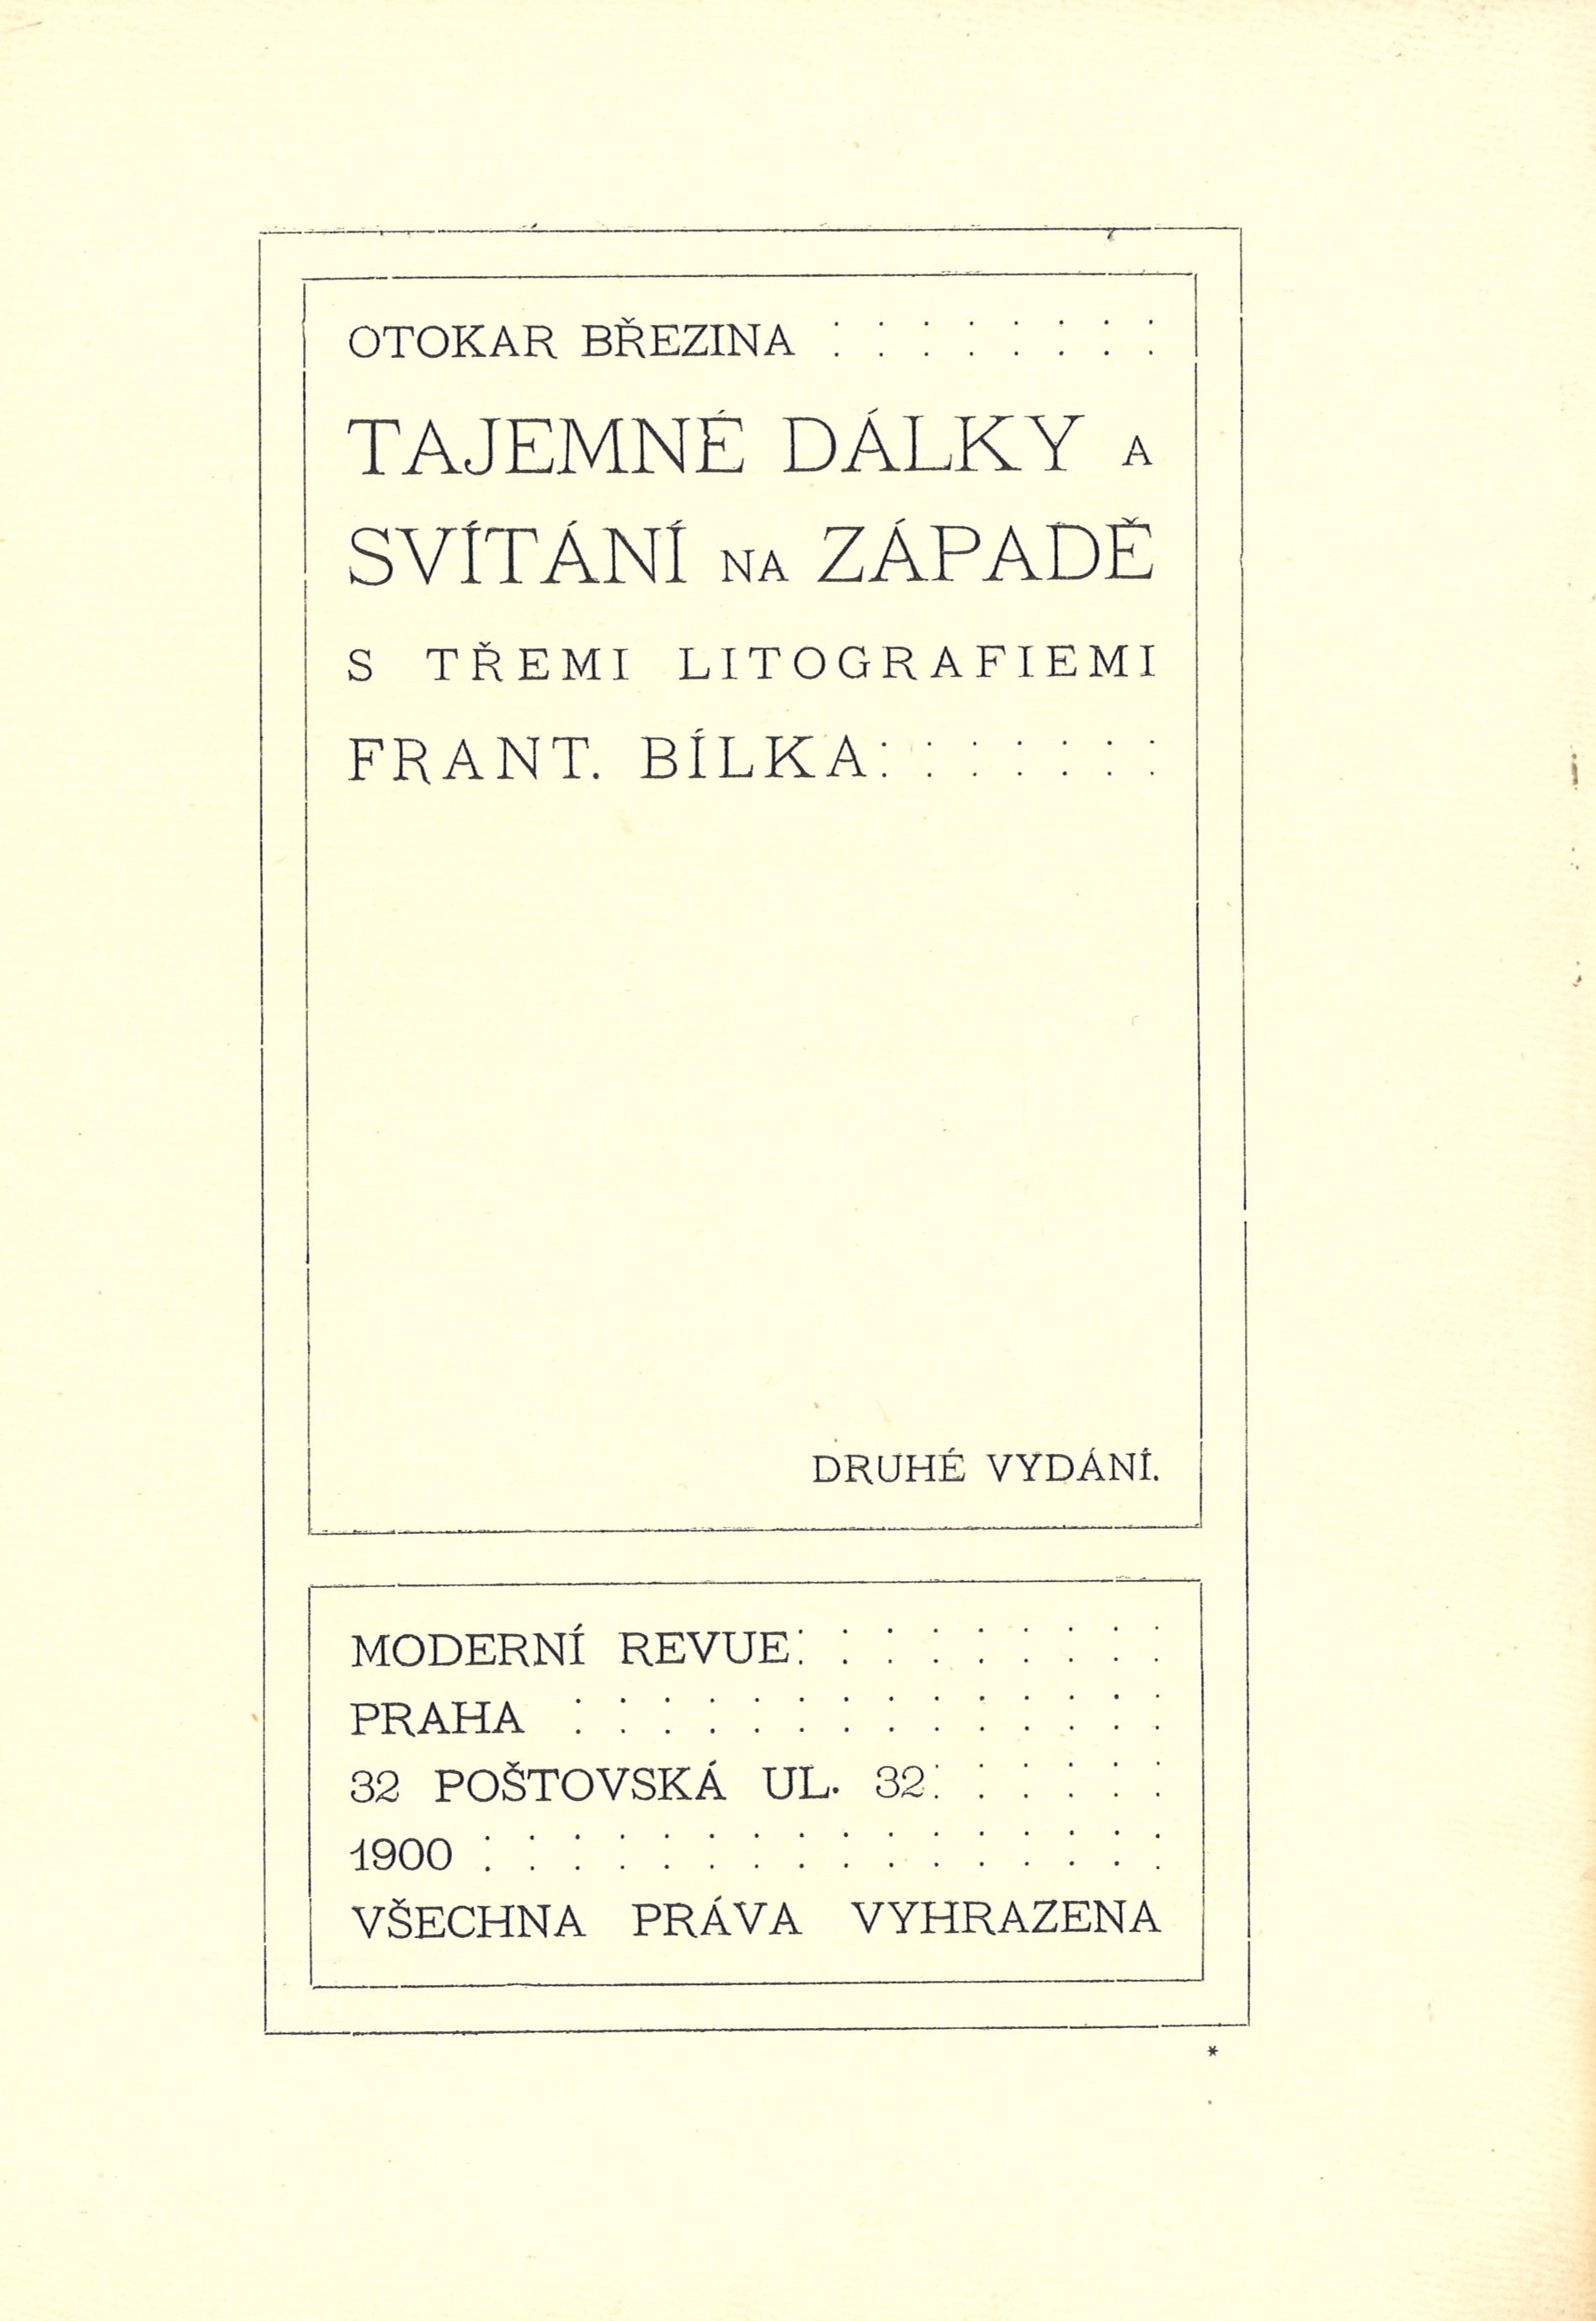 OTOKAR BŘEZINA : : : : : : : :
TAJEMNÉ DÁLKY A
SVÍTÁNÍ NA ZÁPADĚ
S TŘEMI LITOGRAFIEMI
FRANT. BÍLKA : : : : : : :
DRUHÉ VYDÁNÍ.
MODERNÍ REVUE : : : : : : : : :
PRAHA : : : : : : : : : : : : : :
32 POŠTOVSKÁ UL. 32 : : : : : :
1900 : : : : : : : : : : : : : : : :
VŠECHNA PRÁVA VYHRAZENA
*